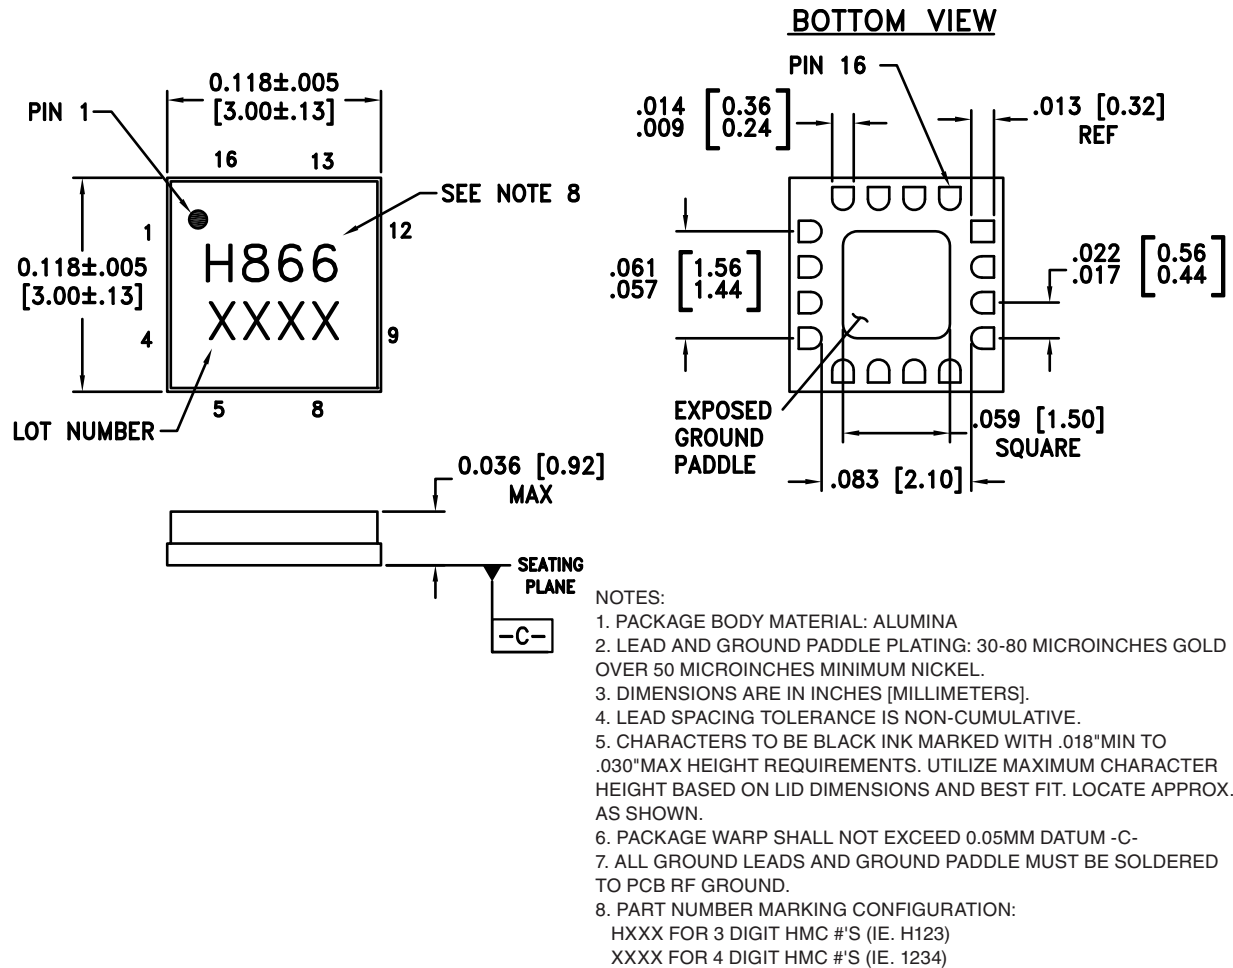 BOTTOM VIEW
0.118±.005
[3.00±.13]
PIN 1
16 13
SEE NOTE 8
1
12
H866
XXXX
0.118±.005
[3.00±.13]
4
9
5 8
LOT NUMBER
0.036 [0.92]
MAX
SEATING
PLANE
-C-
PIN 16
.014 [0.36]
.009 [0.24]
.013 [0.32]
REF
.061 [1.56]
.057 [1.44]
.022 [0.56]
.017 [0.44]
EXPOSED
GROUND
PADDLE
.059 [1.50]
SQUARE
.083 [2.10]
NOTES:
1. PACKAGE BODY MATERIAL: ALUMINA
2. LEAD AND GROUND PADDLE PLATING: 30-80 MICROINCHES GOLD
OVER 50 MICROINCHES MINIMUM NICKEL.
3. DIMENSIONS ARE IN INCHES [MILLIMETERS].
4. LEAD SPACING TOLERANCE IS NON-CUMULATIVE.
5. CHARACTERS TO BE BLACK INK MARKED WITH .018"MIN TO
.030"MAX HEIGHT REQUIREMENTS. UTILIZE MAXIMUM CHARACTER
HEIGHT BASED ON LID DIMENSIONS AND BEST FIT. LOCATE APPROX.
AS SHOWN.
6. PACKAGE WARP SHALL NOT EXCEED 0.05MM DATUM -C-
7. ALL GROUND LEADS AND GROUND PADDLE MUST BE SOLDERED
TO PCB RF GROUND.
8. PART NUMBER MARKING CONFIGURATION:
HXXX FOR 3 DIGIT HMC #'S (IE. H123)
XXXX FOR 4 DIGIT HMC #'S (IE. 1234)